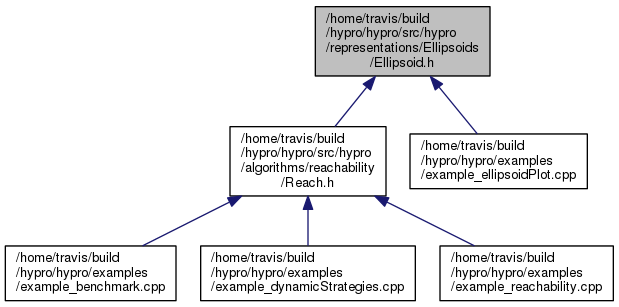 /home/travis/build
/hypro/hypro/src/hypro
/representations/Ellipsoids
/Ellipsoid.h
/home/travis/build
/hypro/hypro/src/hypro
/algorithms/reachability
/Reach.h
/home/travis/build
/hypro/hypro/examples
/example_ellipsoidPlot.cpp
/home/travis/build
/hypro/hypro/examples
/example_benchmark.cpp
/home/travis/build
/hypro/hypro/examples
/example_dynamicStrategies.cpp
/home/travis/build
/hypro/hypro/examples
/example_reachability.cpp